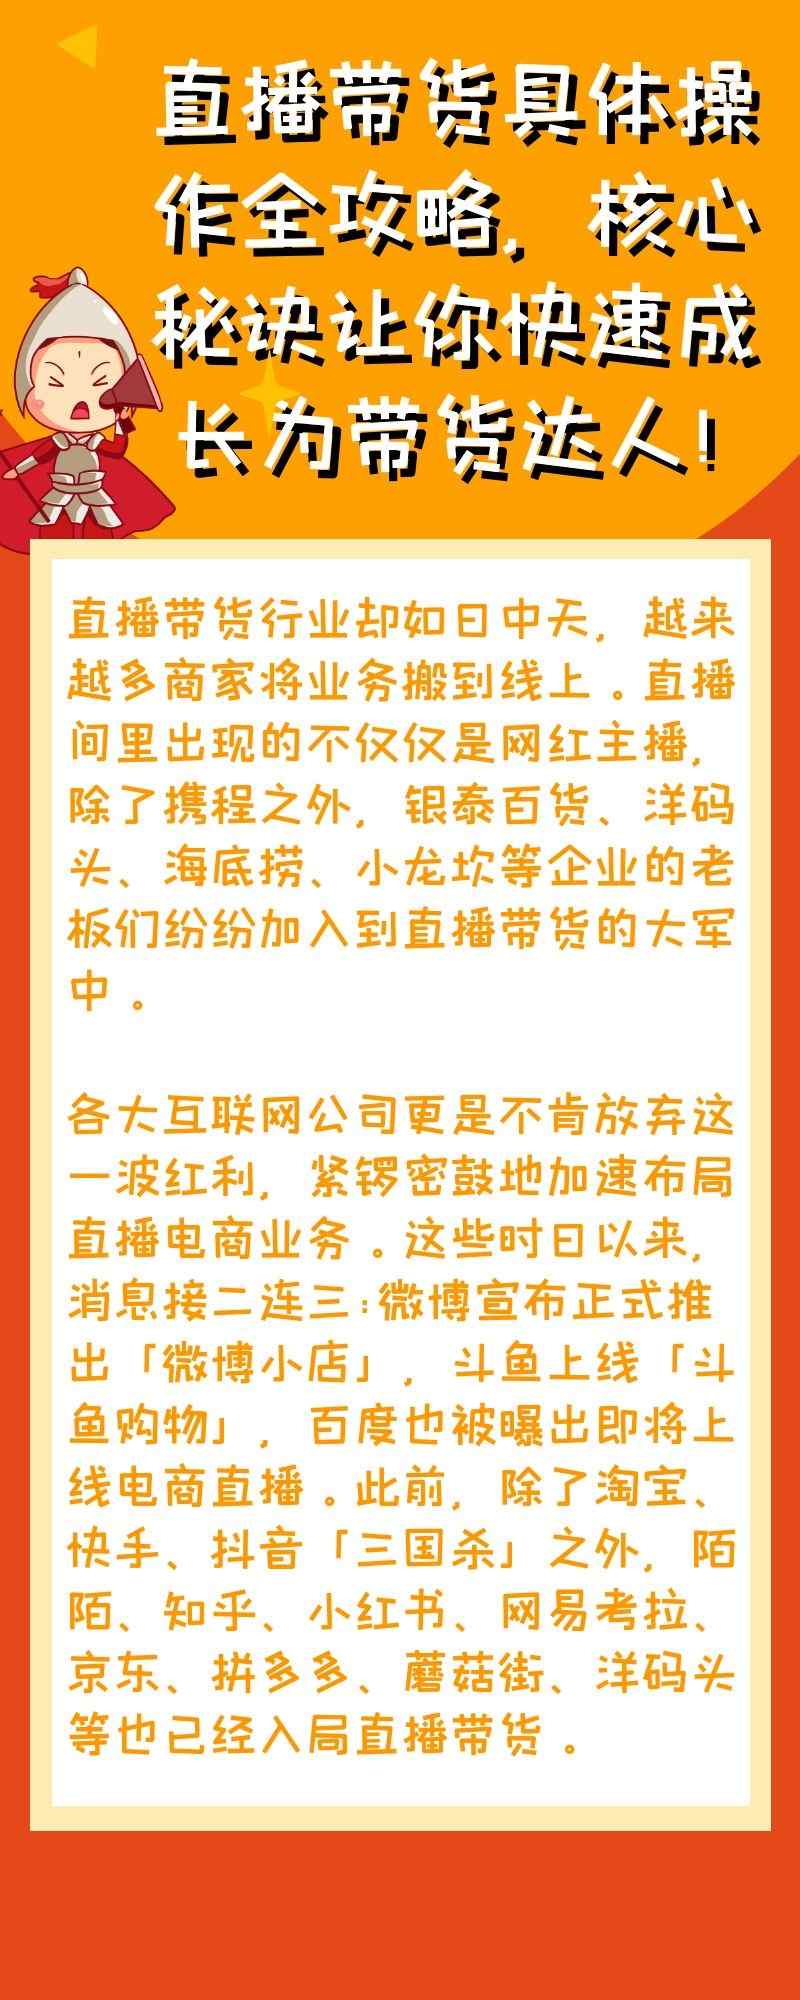 直播带货具体操
作全攻略，核心
秘诀让你快速成
长为带货达人！
直播带货行业却如日中天，越来
越多商家将业务搬到线上。直播
间里出现的不仅仅是网红主播，
除了携程之外，银泰百货、洋码
头、海底捞、小龙坎等企业的老
板们纷纷加入到直播带货的大军
中。
各大互联网公司更是不肯放弃这
一波红利，紧锣密鼓地加速布局
直播电商业务。这些时日以来，
消息接二连三:微博宣布正式推
出「微博小店」，斗鱼上线「斗
鱼购物」，百度也被曝出即将上
线电商直播。此前，除了淘宝、
快手、抖音「三国杀」之外，陌
陌、知乎、小红书、网易考拉、
京东、拼多多、蘑菇街、洋码头
等也已经入局直播带货。